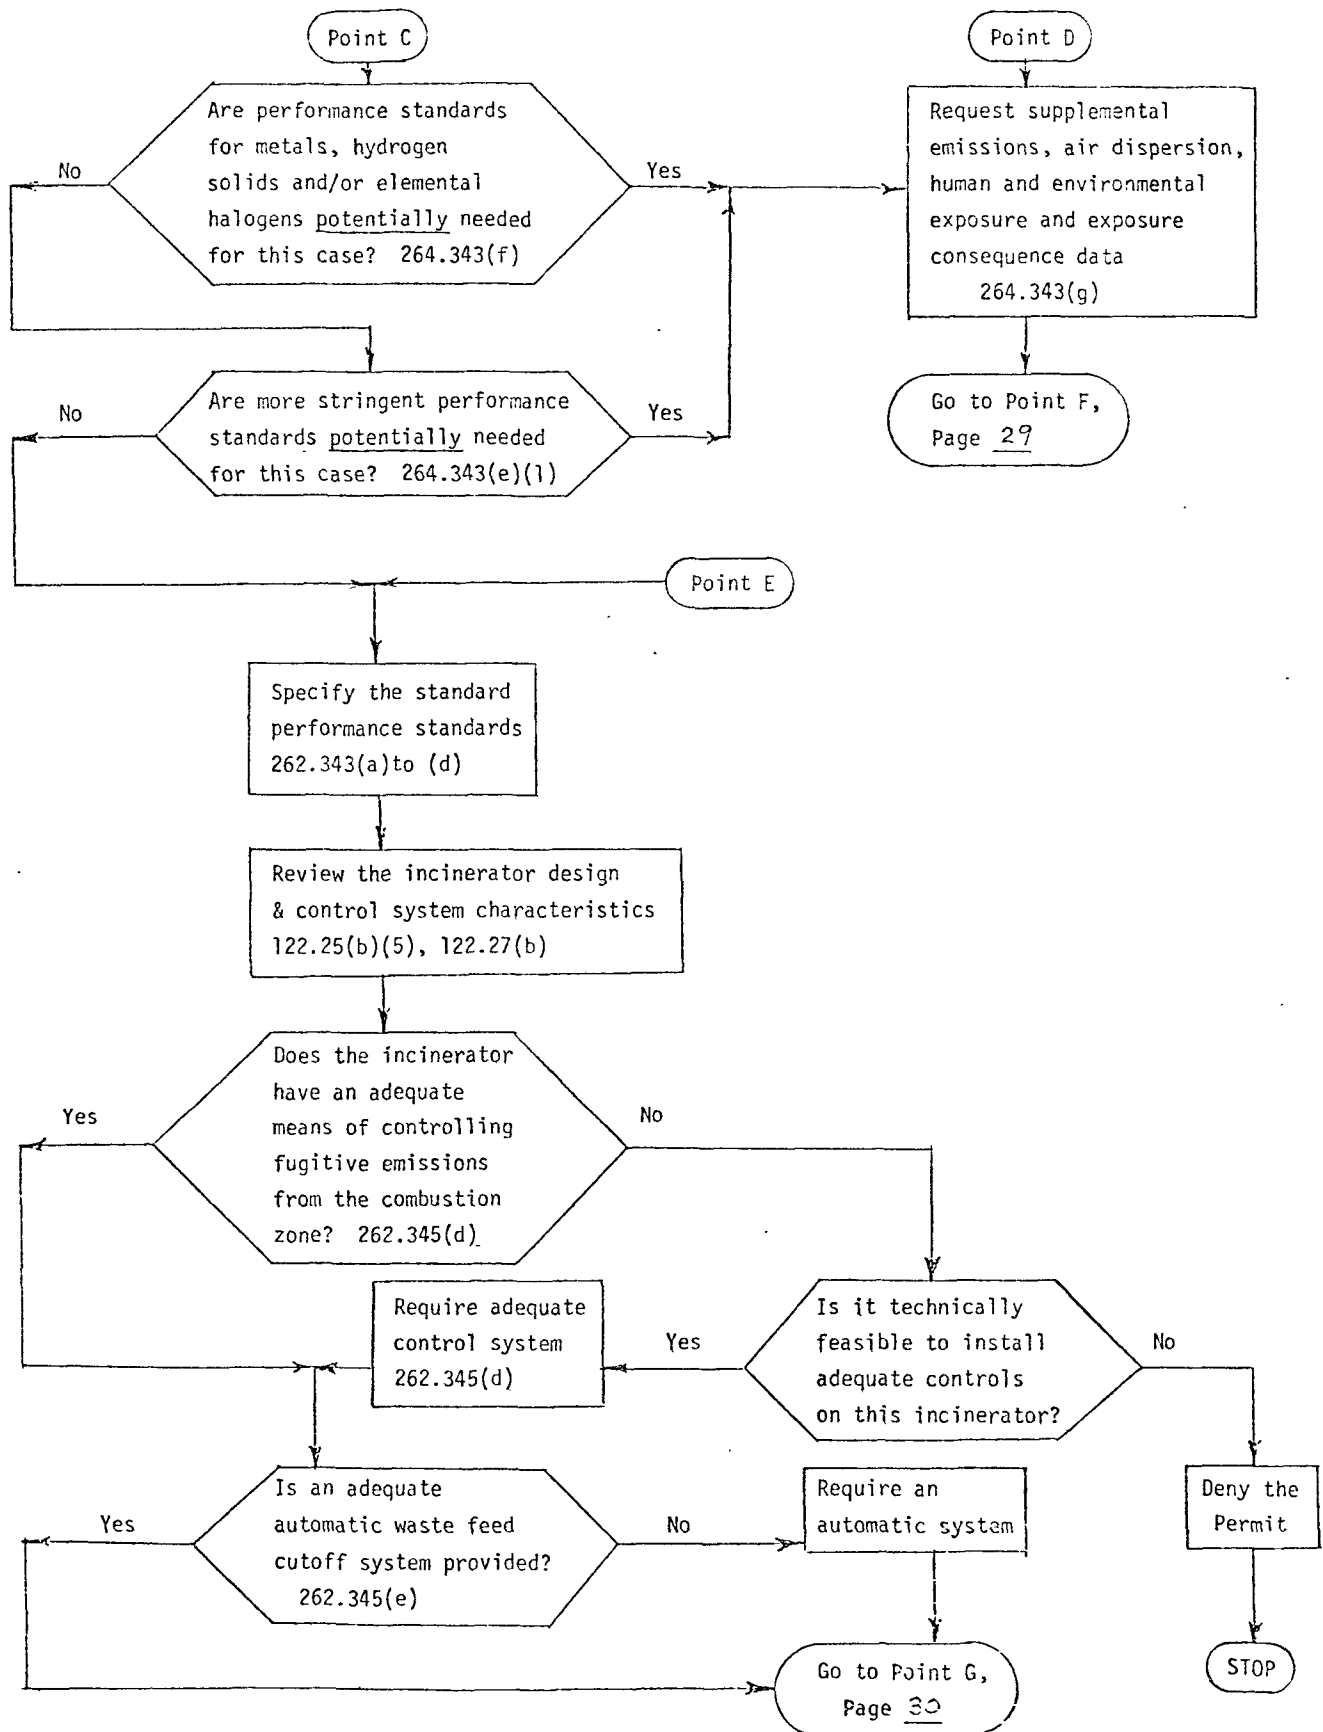 Point C
Are performance standards
for metals, hydrogen
solids and/or elemental
halogens potentially needed
for this case? 264.343(f)
No
Yes
Point D
Request supplemental
emissions, air dispersion,
human and environmental
exposure and exposure
consequence data
264.343(g)
Go to Point F,
Page 29
Are more stringent performance
standards potentially needed
for this case? 264.343(e)(1)
No
Yes
Point E
Specify the standard
performance standards
262.343(a)to (d)
Review the incinerator design
& control system characteristics
122.25(b)(5), 122.27(b)
Does the incinerator
have an adequate
means of controlling
fugitive emissions
from the combustion
zone? 262.345(d)
Yes
No
Is it technically
feasible to install
adequate controls
on this incinerator?
Yes
No
Require adequate
control system
262.345(d)
Is an adequate
automatic waste feed
cutoff system provided?
262.345(e)
Yes
No
Require an
automatic system
Deny the
Permit
Go to Point G,
Page 30
STOP